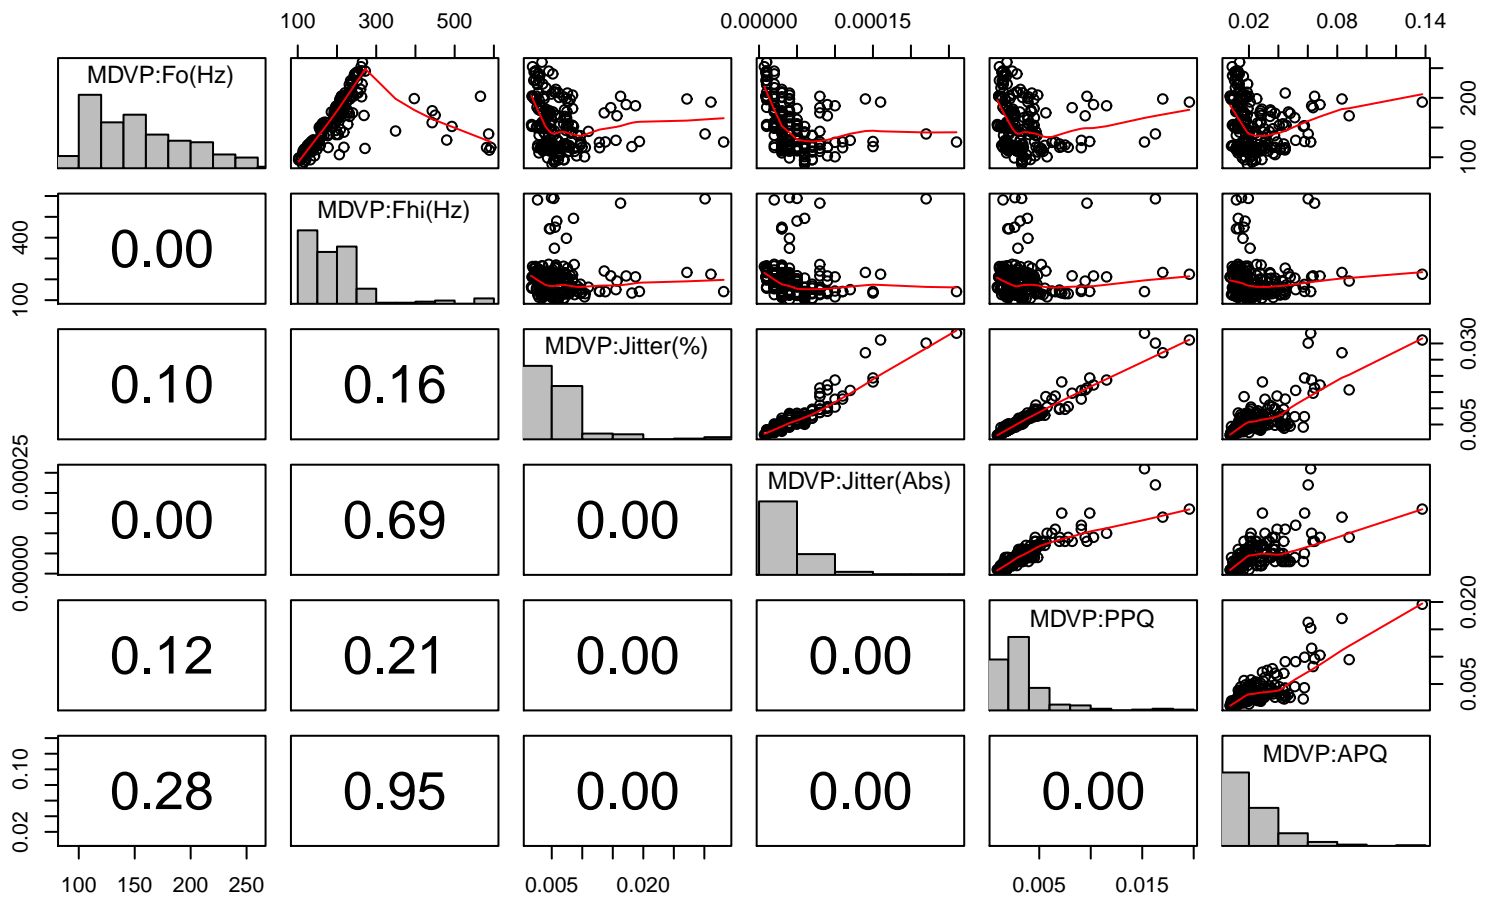 100 300 500 0.00000 0.00015 0.02 0.08 0.14
MDVP:Fo(Hz)
100 200
MDVP:Fhi(Hz)
100 400
0.00
MDVP:Jitter(%)
0.10 0.16
0.005 0.030
MDVP:Jitter(Abs)
0.00000 0.00025
0.00 0.69 0.00
MDVP:PPQ
0.12 0.21 0.00 0.00
0.005 0.020
MDVP:APQ
0.02 0.10
0.28 0.95 0.00 0.00 0.00
100 150 200 250 0.005 0.020 0.005 0.015